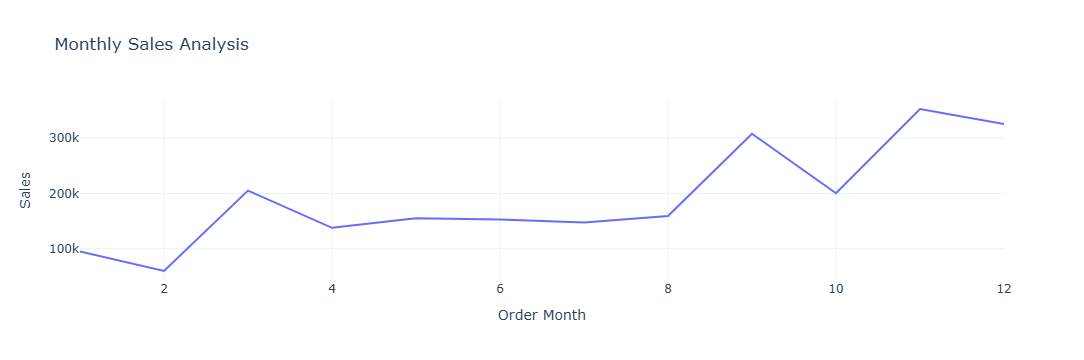 Monthly Sales Analysis
300k
200k
100k
Sales
2 4 6 8 10 12
Order Month